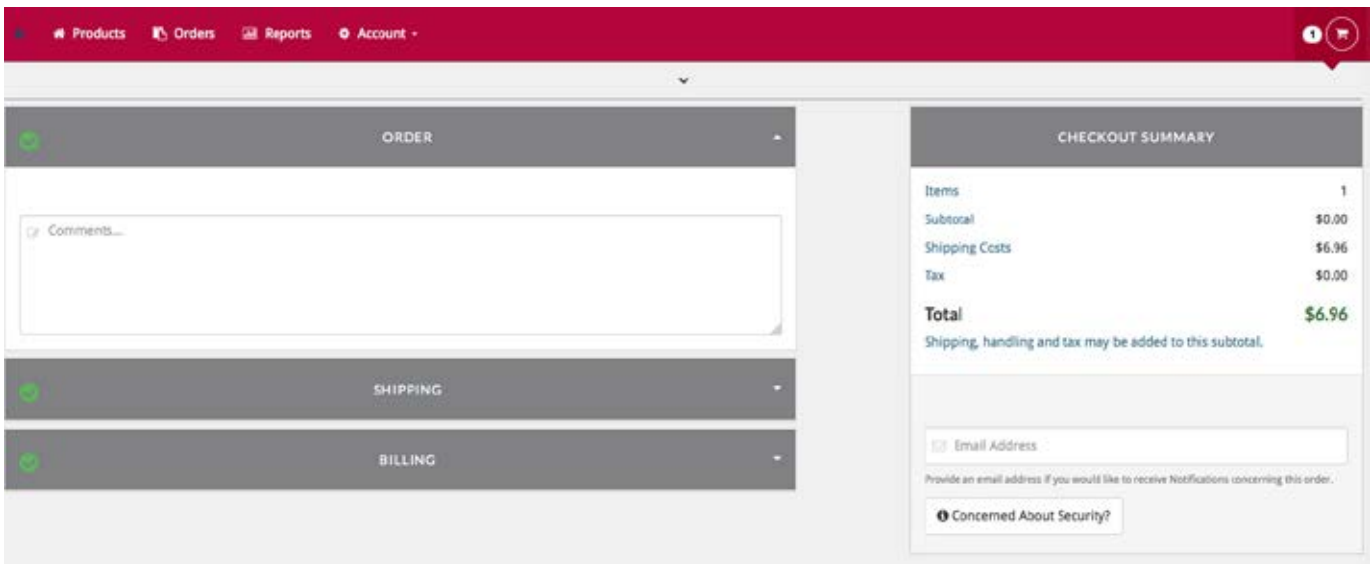 Products Orders Reports Account
1
ORDER
Comments...
SHIPPING
BILLING
CHECKOUT SUMMARY
Items 1
Subtotal $0.00
Shipping Costs $6.96
Tax $0.00
Total $6.96
Shipping, handling and tax may be added to this subtotal.
Email Address
Provide an email address if you would like to receive Notifications concerning this order.
Concerned About Security?